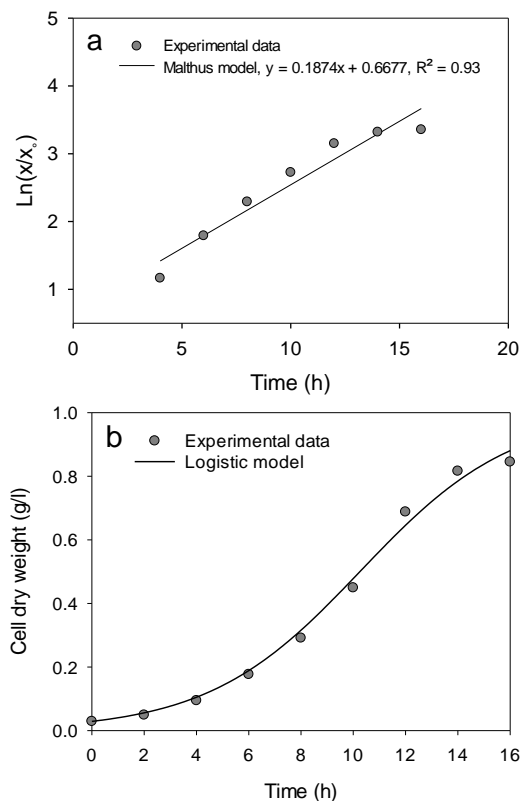 a
Experimental data
Malthus model, y = 0.1874x + 0.6677, R² = 0.93
Ln(x/x∘)
5
4
3
2
1
0
5
10
15
20
Time (h)
b
Experimental data
Logistic model
Cell dry weight (g/l)
1.0
0.8
0.6
0.4
0.2
0.0
0
2
4
6
8
10
12
14
16
Time (h)